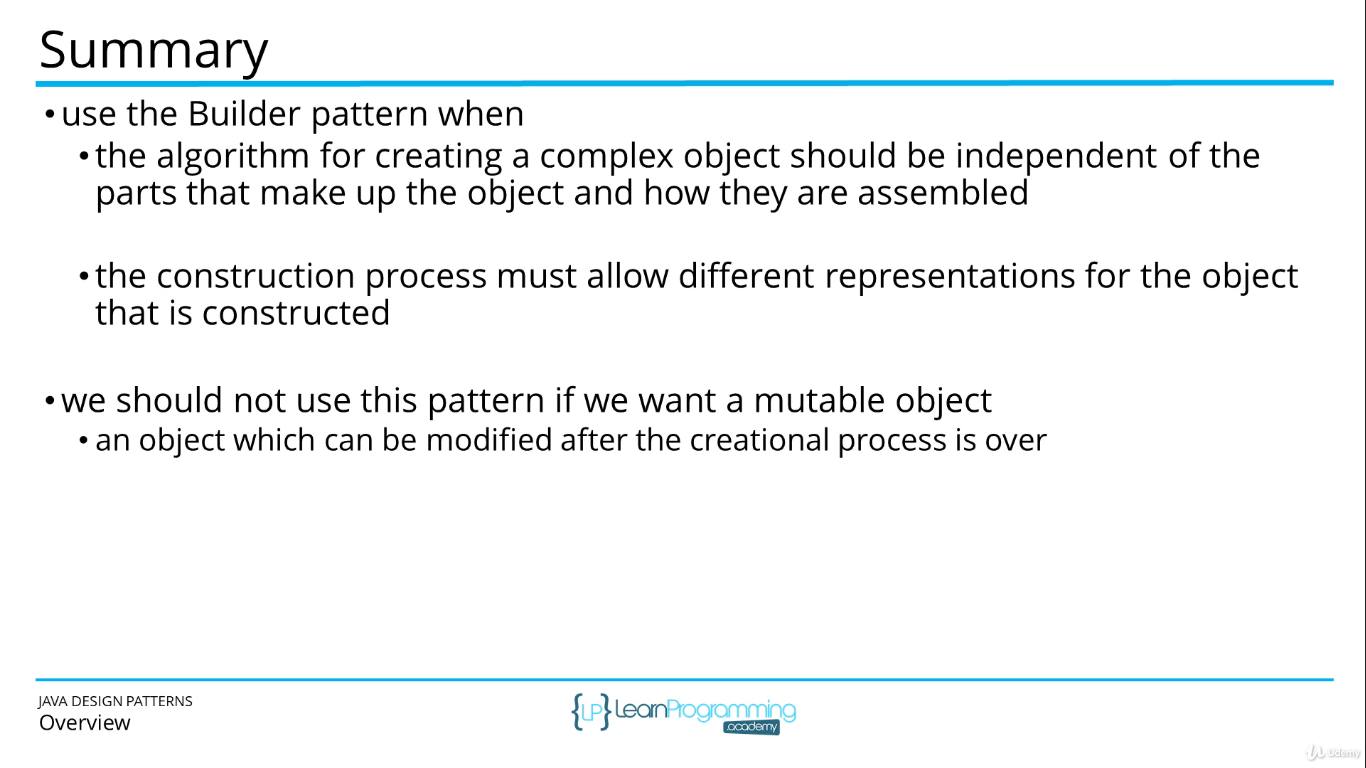 Summary
• use the Builder pattern when
• the algorithm for creating a complex object should be independent of the
parts that make up the object and how they are assembled
• the construction process must allow different representations for the object
that is constructed
• we should not use this pattern if we want a mutable object
• an object which can be modified after the creational process is over
JAVA DESIGN PATTERNS
Overview
{LP} LearnProgramming
.academy
Udemy